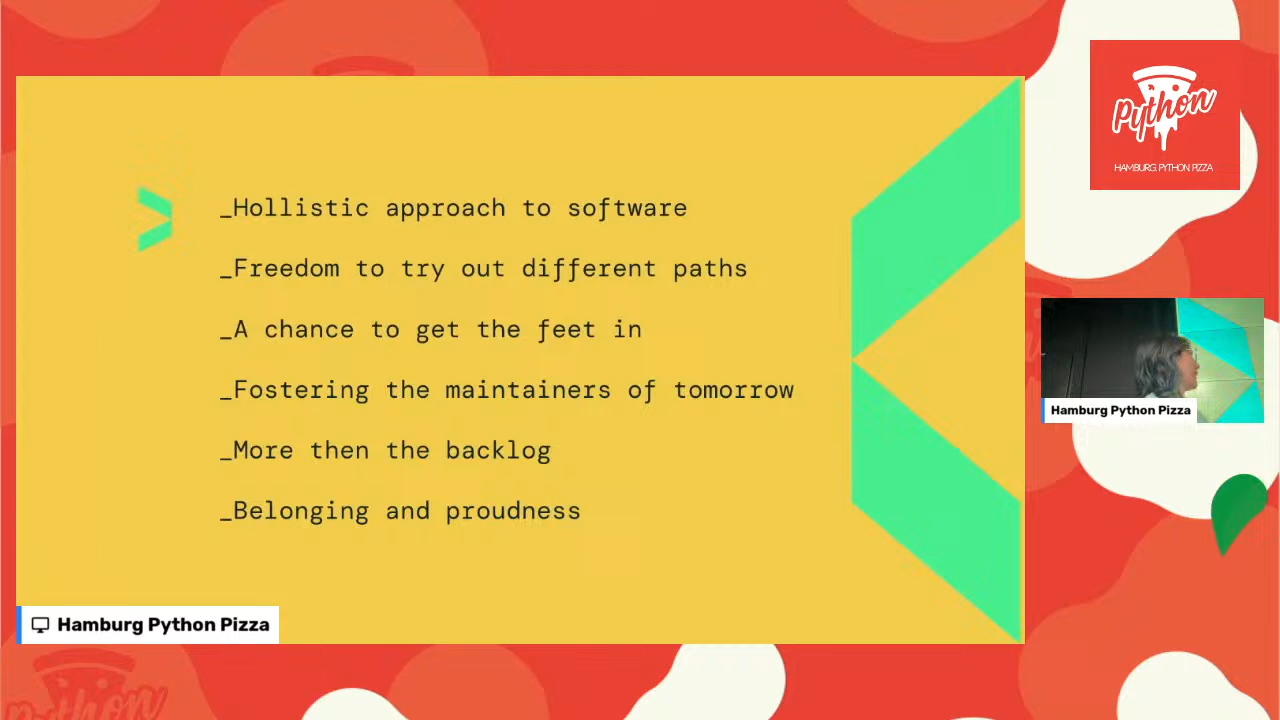 Python
HAMBURG PYTHON PIZZA
>
_Hollistic approach to software
_Freedom to try out different paths
_A chance to get the feet in
_Fostering the maintainers of tomorrow
_More then the backlog
_Belonging and proudness
Hamburg Python Pizza
Hamburg Python Pizza
Python